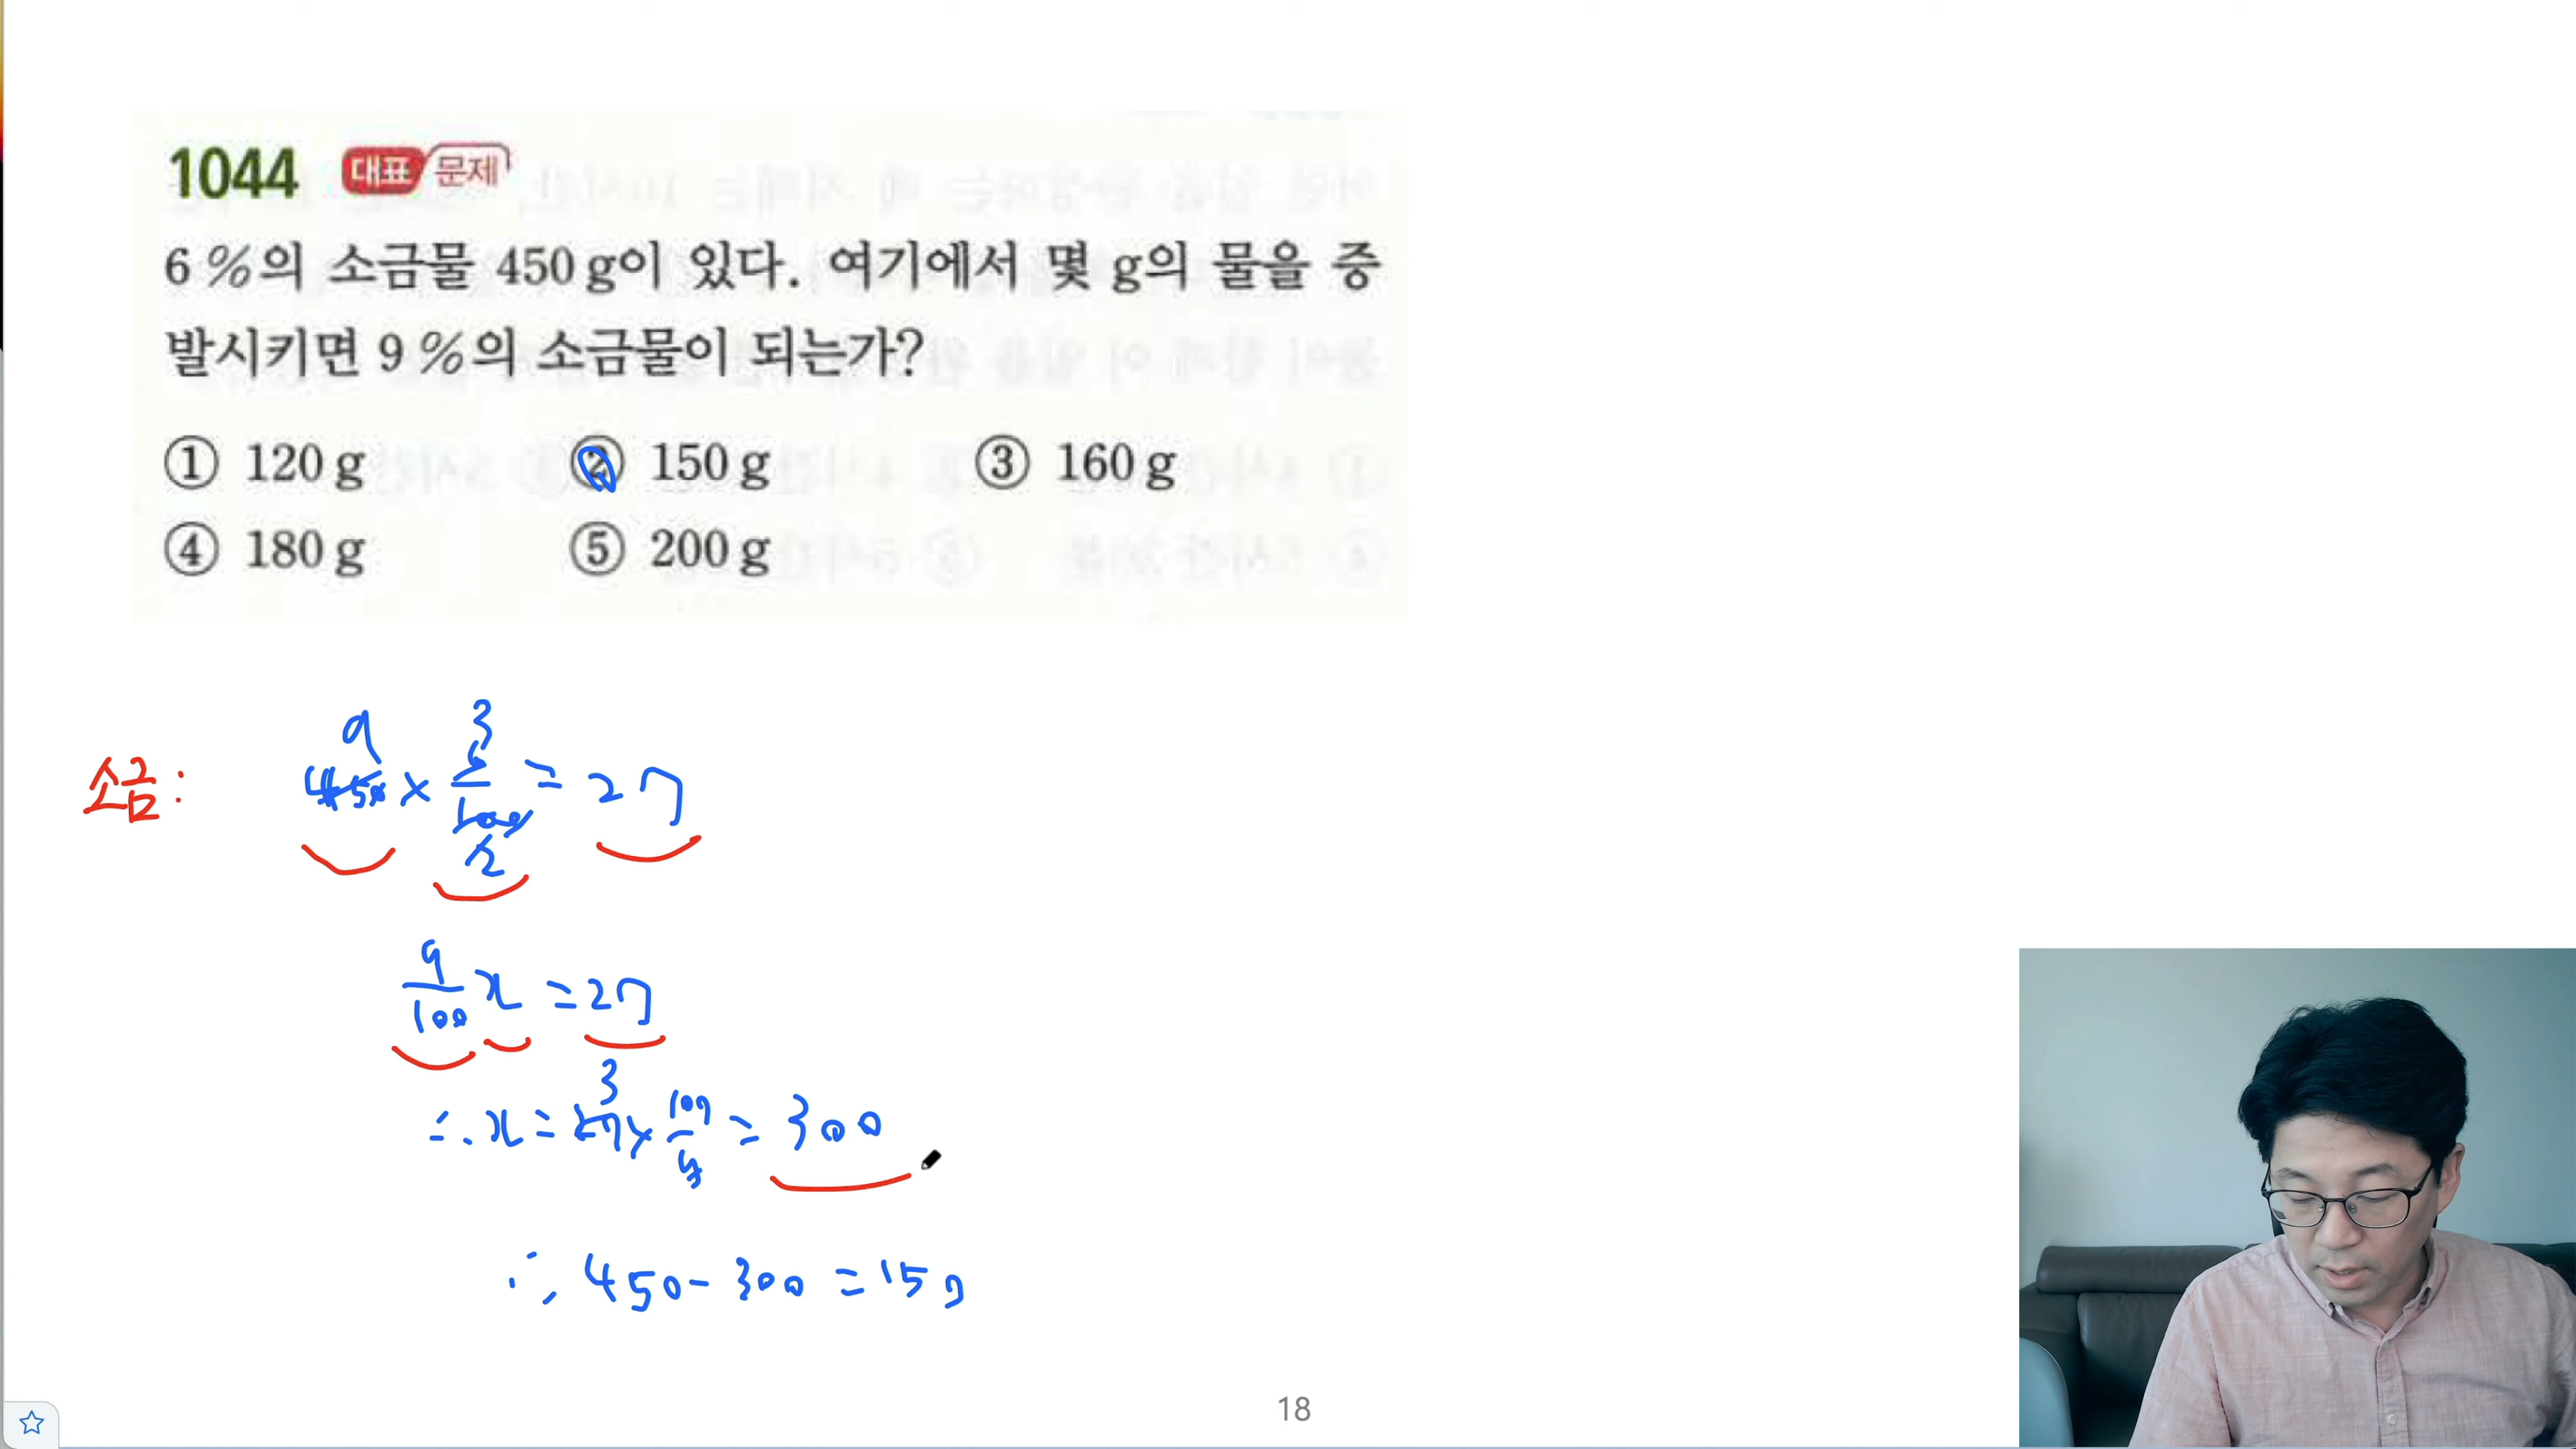 1044 대표 문제
6 %의 소금물 450 g이 있다. 여기에서 몇 g의 물을 증
발시키면 9 %의 소금물이 되는가?
① 120 g ② 150 g ③ 160 g
④ 180 g ⑤ 200 g
9 3
소금 : 450 × 6/100 = 27
2
9/100 x = 27
3
∴ x = 27 × 100/9 = 300
∴ 450 - 300 = 150
18